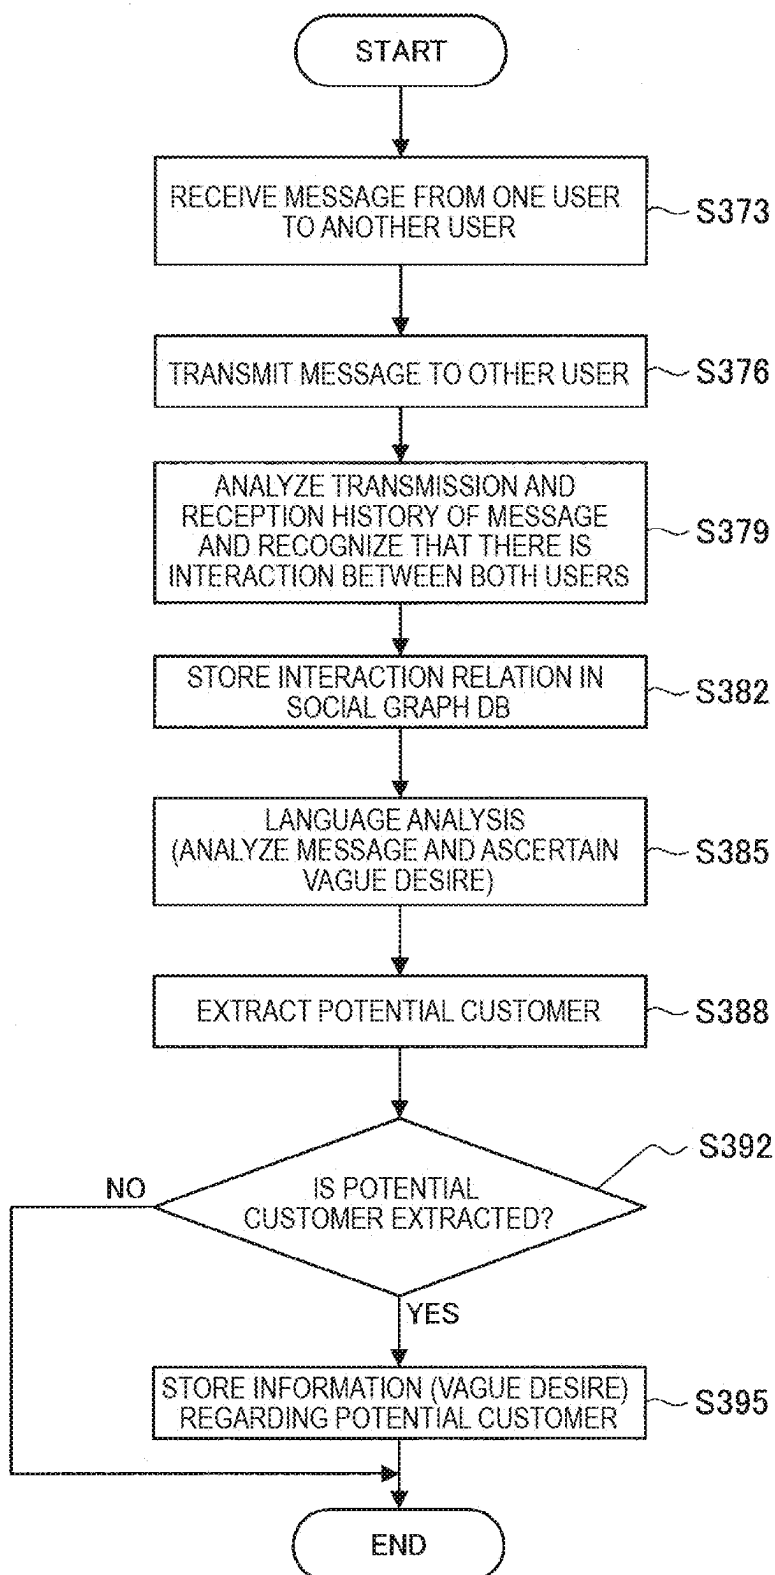 START
RECEIVE MESSAGE FROM ONE USER
TO ANOTHER USER
S373
TRANSMIT MESSAGE TO OTHER USER
S376
ANALYZE TRANSMISSION AND
RECEPTION HISTORY OF MESSAGE
AND RECOGNIZE THAT THERE IS
INTERACTION BETWEEN BOTH USERS
S379
STORE INTERACTION RELATION IN
SOCIAL GRAPH DB
S382
LANGUAGE ANALYSIS
(ANALYZE MESSAGE AND ASCERTAIN
VAGUE DESIRE)
S385
EXTRACT POTENTIAL CUSTOMER
S388
S392
NO
IS POTENTIAL
CUSTOMER EXTRACTED?
YES
STORE INFORMATION (VAGUE DESIRE)
REGARDING POTENTIAL CUSTOMER
S395
END